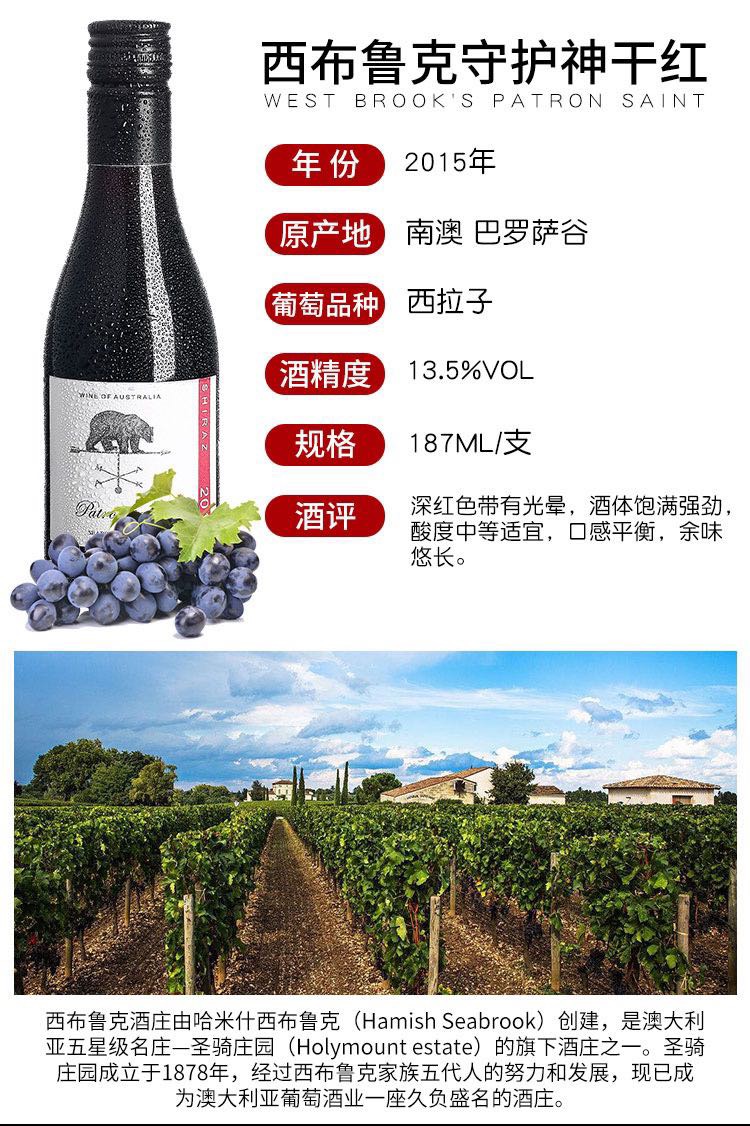 西布鲁克守护神干红
WEST BROOK'S PATRON SAINT
年份 2015年
原产地 南澳 巴罗萨谷
葡萄品种 西拉子
酒精度 13.5%VOL
规格 187ML/支
酒评 深红色带有光晕，酒体饱满强劲，
酸度中等适宜，口感平衡，余味
悠长。
WINE OF AUSTRALIA
SHIRAZ
西布鲁克酒庄由哈米什西布鲁克（Hamish Seabrook）创建，是澳大利
亚五星级名庄—圣骑庄园（Holymount estate）的旗下酒庄之一。圣骑
庄园成立于1878年，经过西布鲁克家族五代人的努力和发展，现已成
为澳大利亚葡萄酒业一座久负盛名的酒庄。